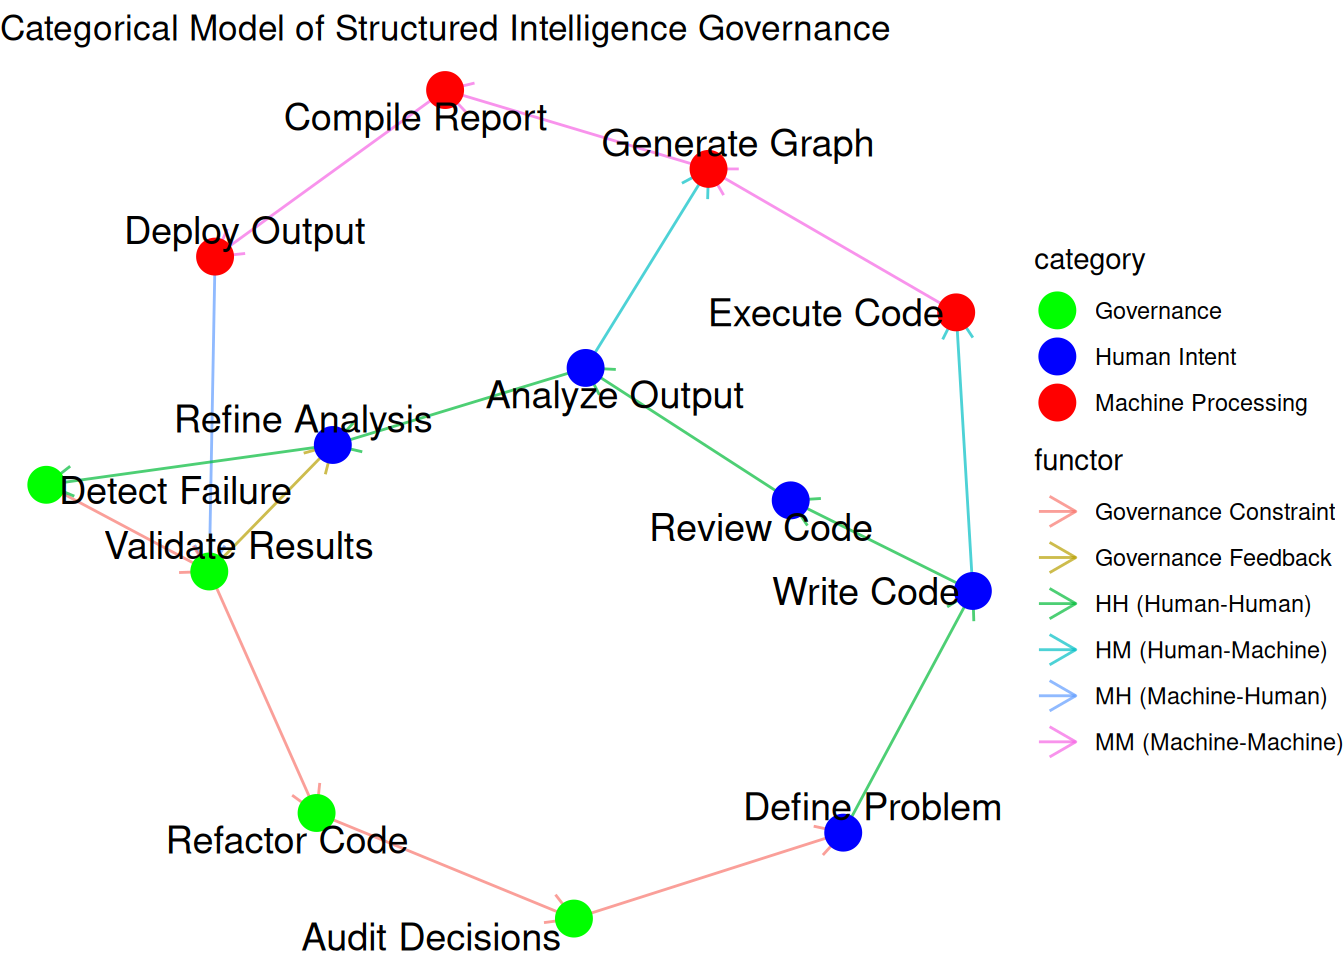 Categorical Model of Structured Intelligence Governance
Compile Report
Generate Graph
Deploy Output
Execute Code
Analyze Output
Refine Analysis
Detect Failure
Validate Results
Review Code
Write Code
Define Problem
Refactor Code
Audit Decisions
category
Governance
Human Intent
Machine Processing
functor
Governance Constraint
Governance Feedback
HH (Human-Human)
HM (Human-Machine)
MH (Machine-Human)
MM (Machine-Machine)